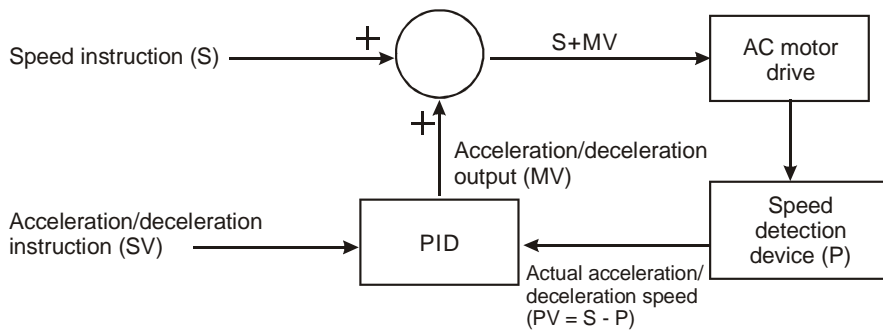 Speed instruction (S)
+
S+MV
AC motor
drive
+
Acceleration/deceleration
output (MV)
Acceleration/deceleration
instruction (SV)
PID
Speed
detection
device (P)
Actual acceleration/
deceleration speed
(PV = S - P)